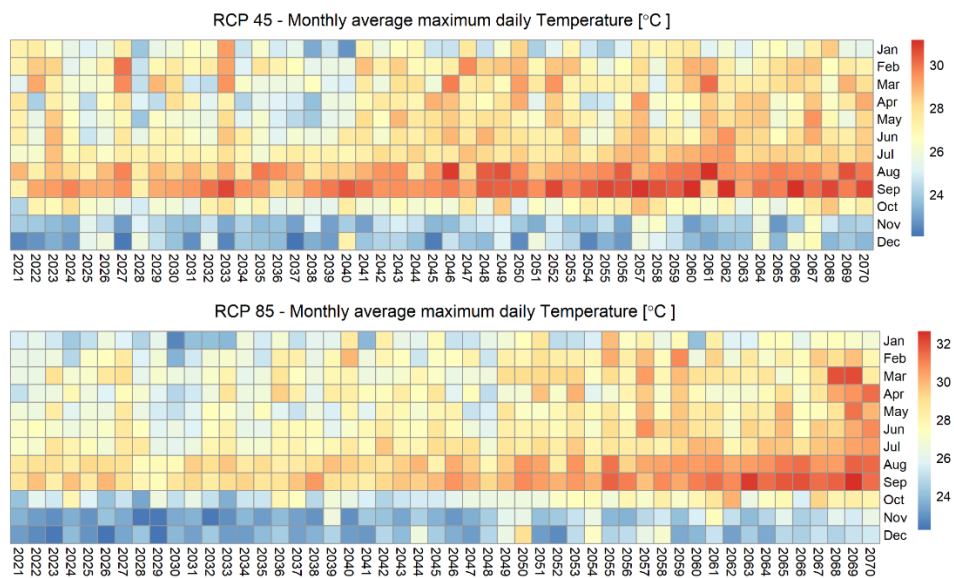 RCP 45 - Monthly average maximum daily Temperature [°C ]
Jan
Feb
Mar
Apr
May
Jun
Jul
Aug
Sep
Oct
Nov
Dec
30
28
26
24
2021 2022 2023 2024 2025 2026 2027 2028 2029 2030 2031 2032 2033 2034 2035 2036 2037 2038 2039 2040 2041 2042 2043 2044 2045 2046 2047 2048 2049 2050 2051 2052 2053 2054 2055 2056 2057 2058 2059 2060 2061 2062 2063 2064 2065 2066 2067 2068 2069 2070
RCP 85 - Monthly average maximum daily Temperature [°C ]
Jan
Feb
Mar
Apr
May
Jun
Jul
Aug
Sep
Oct
Nov
Dec
32
30
28
26
24
2021 2022 2023 2024 2025 2026 2027 2028 2029 2030 2031 2032 2033 2034 2035 2036 2037 2038 2039 2040 2041 2042 2043 2044 2045 2046 2047 2048 2049 2050 2051 2052 2053 2054 2055 2056 2057 2058 2059 2060 2061 2062 2063 2064 2065 2066 2067 2068 2069 2070